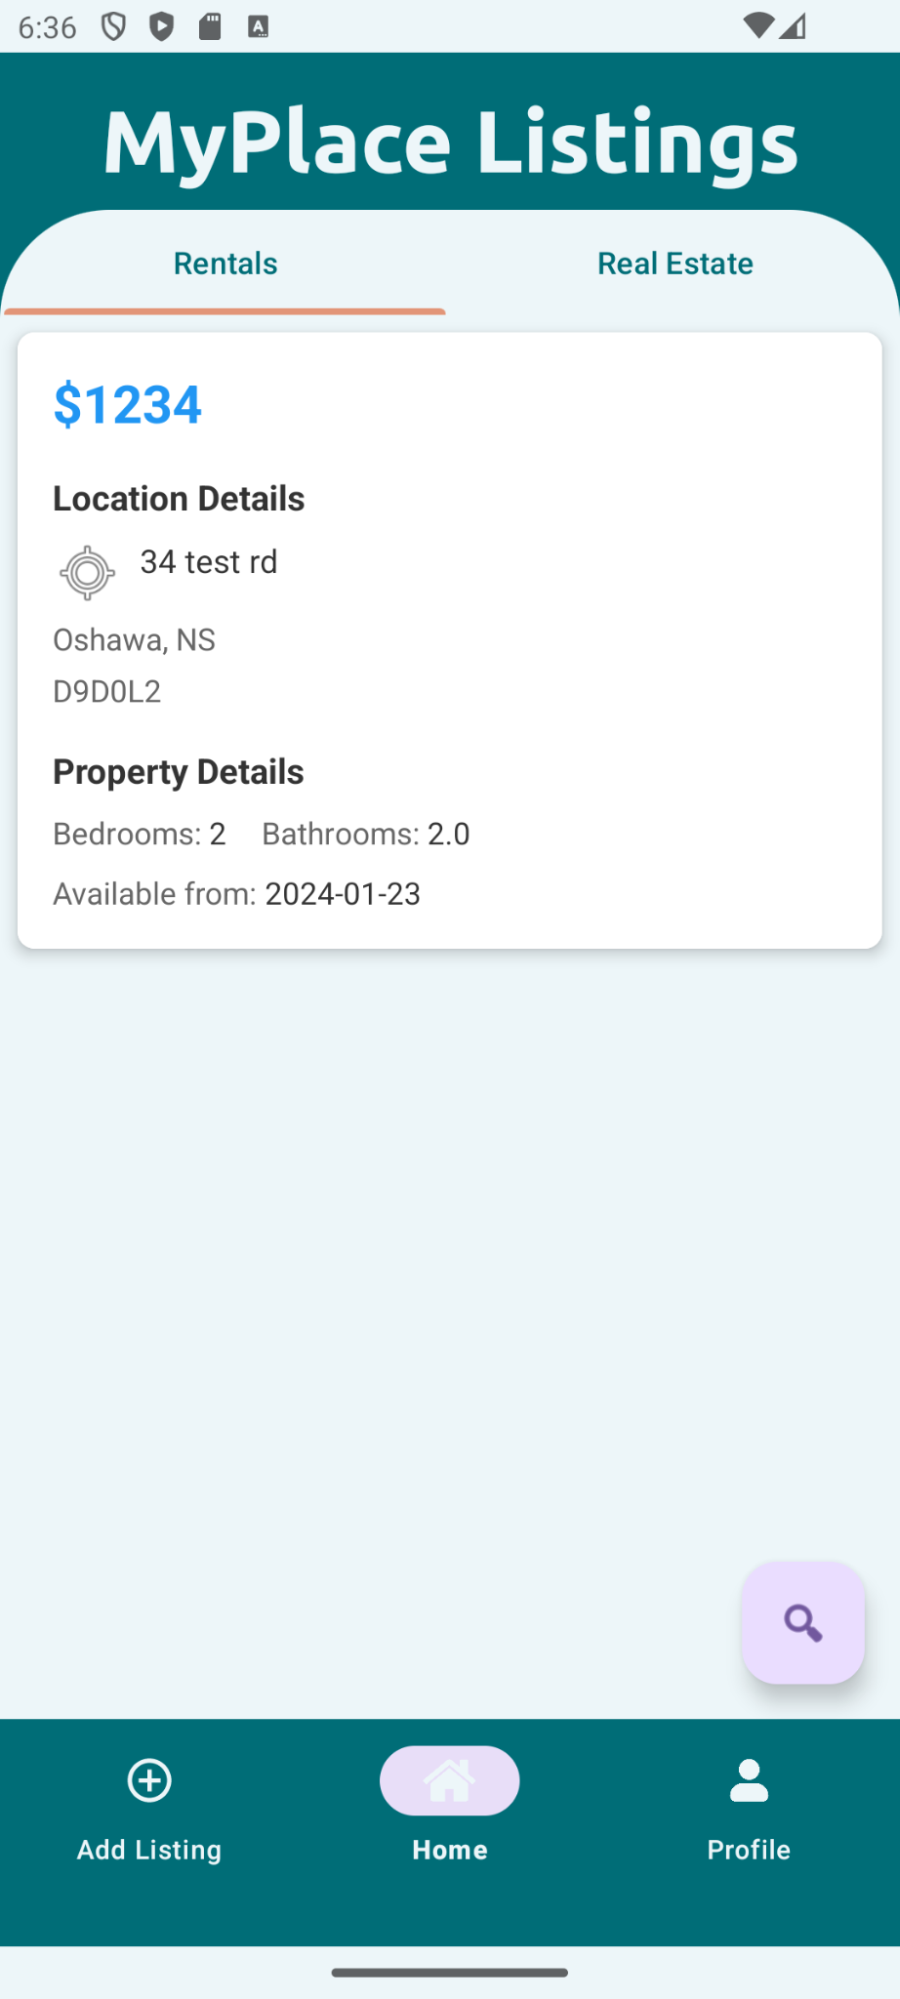 6:36
MyPlace Listings
Rentals
Real Estate
$1234
Location Details
34 test rd
Oshawa, NS
D9D0L2
Property Details
Bedrooms: 2 Bathrooms: 2.0
Available from: 2024-01-23
Add Listing
Home
Profile